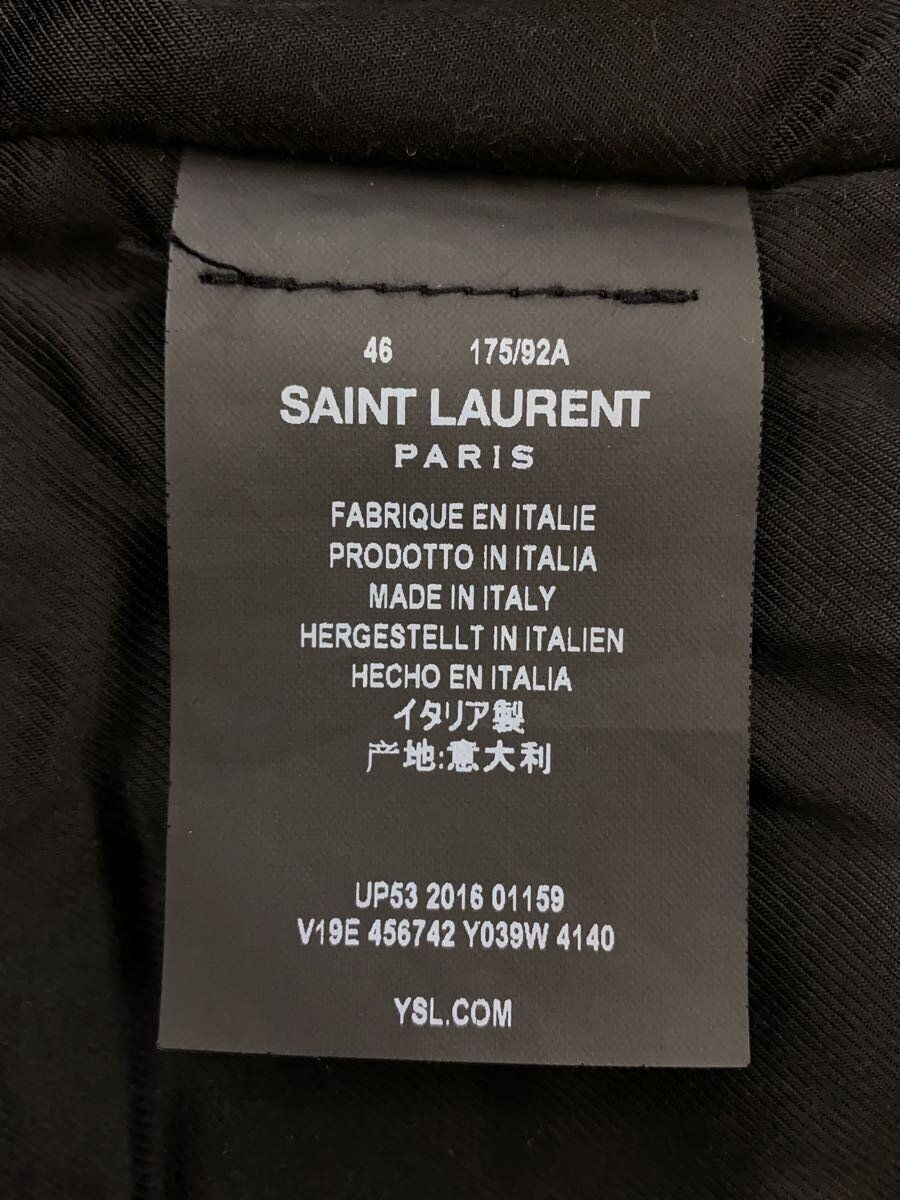 46 175/92A
SAINT LAURENT
PARIS
FABRIQUE EN ITALIE
PRODOTTO IN ITALIA
MADE IN ITALY
HERGESTELLT IN ITALIEN
HECHO EN ITALIA
イタリア製
产地:意大利
UP53 2016 01159
V19E 456742 Y039W 4140
YSL.COM